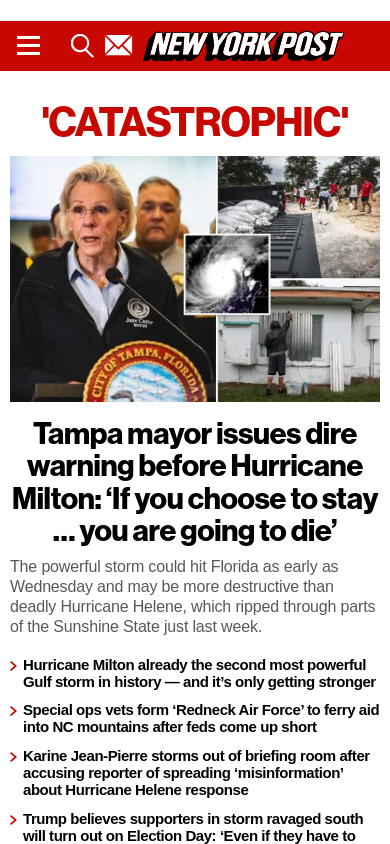 NEW YORK POST
'CATASTROPHIC'
Jane Castor
MAYOR
CITY OF TAMPA, FLORIDA
Tampa mayor issues dire
warning before Hurricane
Milton: ‘If you choose to stay
… you are going to die’
The powerful storm could hit Florida as early as
Wednesday and may be more destructive than
deadly Hurricane Helene, which ripped through parts
of the Sunshine State just last week.
Hurricane Milton already the second most powerful
Gulf storm in history — and it’s only getting stronger
Special ops vets form ‘Redneck Air Force’ to ferry aid
into NC mountains after feds come up short
Karine Jean-Pierre storms out of briefing room after
accusing reporter of spreading ‘misinformation’
about Hurricane Helene response
Trump believes supporters in storm ravaged south
will turn out on Election Day: ‘Even if they have to